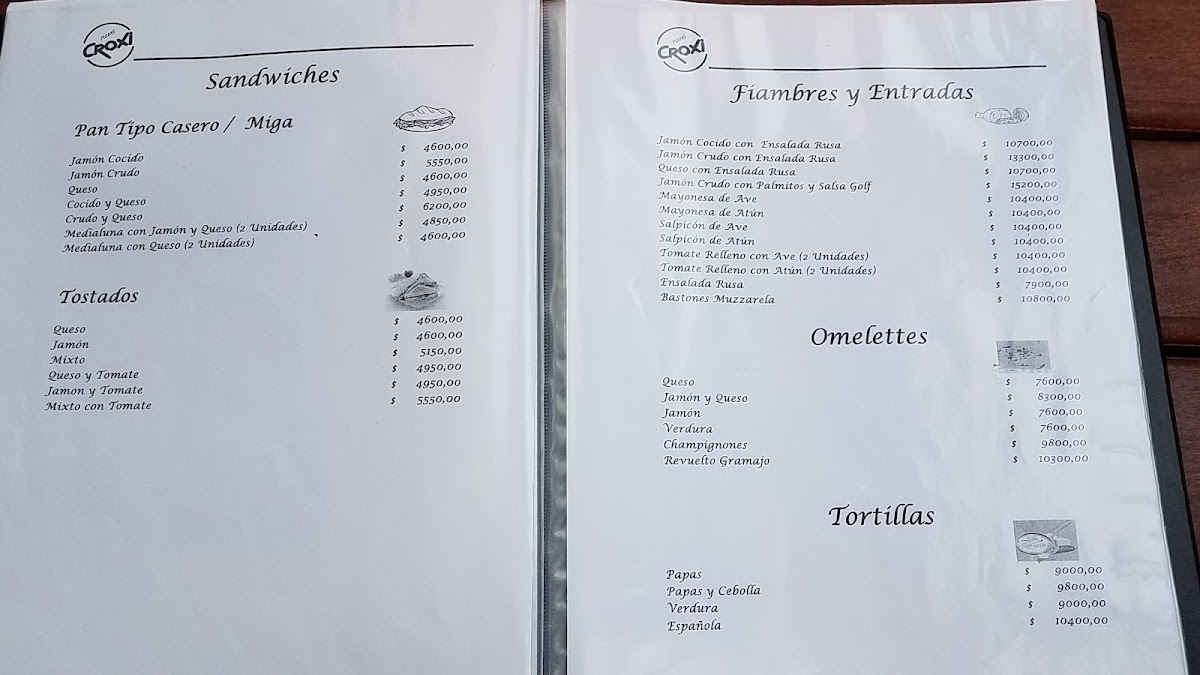 PIZZAS
CROXI
Sandwiches
Pan Tipo Casero / Miga
Jamón Cocido $ 4600,00
Jamón Crudo $ 5550,00
Queso $ 4600,00
Cocido y Queso $ 4950,00
Crudo y Queso $ 6200,00
Medialuna con Jamón y Queso (2 Unidades) $ 4850,00
Medialuna con Queso (2 Unidades) $ 4600,00
Tostados
Queso $ 4600,00
Jamón $ 4600,00
Mixto $ 5150,00
Queso y Tomate $ 4950,00
Jamon y Tomate $ 4950,00
Mixto con Tomate $ 5550,00
PIZZAS
CROXI
Fiambres y Entradas
Jamón Cocido con Ensalada Rusa $ 10700,00
Jamón Crudo con Ensalada Rusa $ 13300,00
Queso con Ensalada Rusa $ 10700,00
Jamón Crudo con Palmitos y Salsa Golf $ 15200,00
Mayonesa de Ave $ 10400,00
Mayonesa de Atún $ 10400,00
Salpicón de Ave $ 10400,00
Salpicón de Atún $ 10400,00
Tomate Relleno con Ave (2 Unidades) $ 10400,00
Tomate Relleno con Atún (2 Unidades) $ 10400,00
Ensalada Rusa $ 7900,00
Bastones Muzzarela $ 10800,00
Omelettes
Queso $ 7600,00
Jamón y Queso $ 8300,00
Jamón $ 7600,00
Verdura $ 7600,00
Champignones $ 9800,00
Revuelto Gramajo $ 10300,00
Tortillas
Papas $ 9000,00
Papas y Cebolla $ 9800,00
Verdura $ 9000,00
Española $ 10400,00